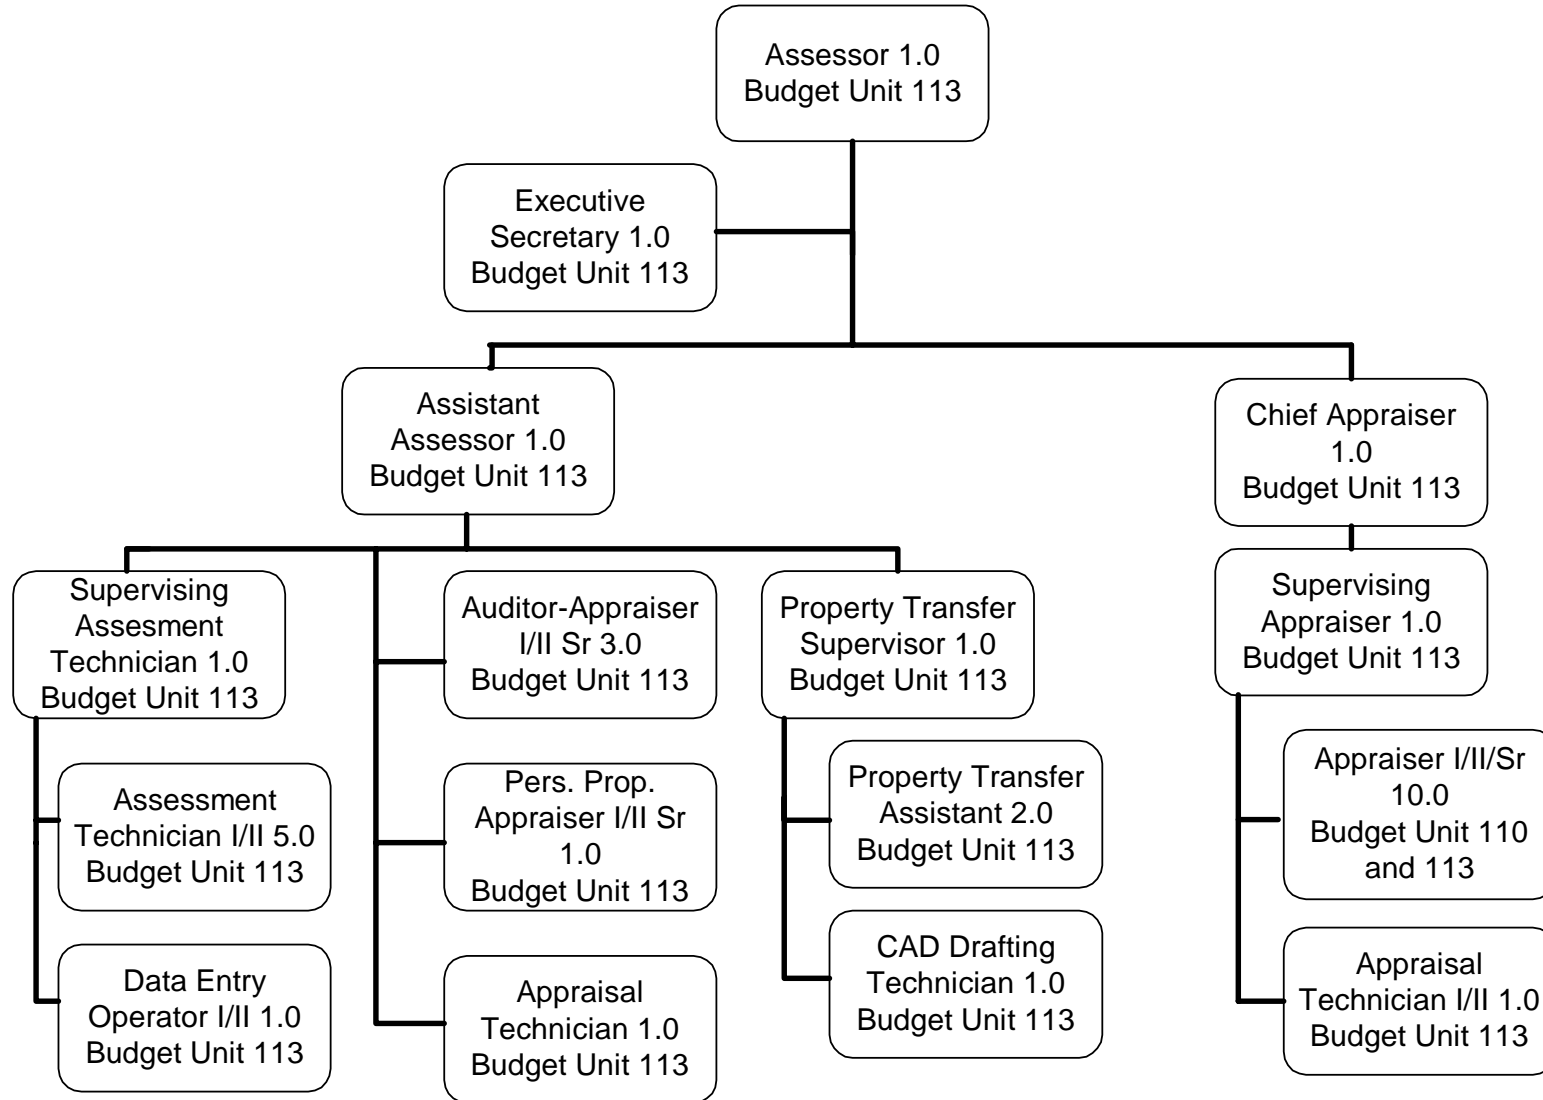 Assessor 1.0
Budget Unit 113
Executive
Secretary 1.0
Budget Unit 113
Assistant
Assessor 1.0
Budget Unit 113
Chief Appraiser
1.0
Budget Unit 113
Supervising
Assesment
Technician 1.0
Budget Unit 113
Auditor-Appraiser
I/II Sr 3.0
Budget Unit 113
Property Transfer
Supervisor 1.0
Budget Unit 113
Supervising
Appraiser 1.0
Budget Unit 113
Assessment
Technician I/II 5.0
Budget Unit 113
Pers. Prop.
Appraiser I/II Sr
1.0
Budget Unit 113
Property Transfer
Assistant 2.0
Budget Unit 113
Appraiser I/II/Sr
10.0
Budget Unit 110
and 113
Data Entry
Operator I/II 1.0
Budget Unit 113
Appraisal
Technician 1.0
Budget Unit 113
CAD Drafting
Technician 1.0
Budget Unit 113
Appraisal
Technician I/II 1.0
Budget Unit 113